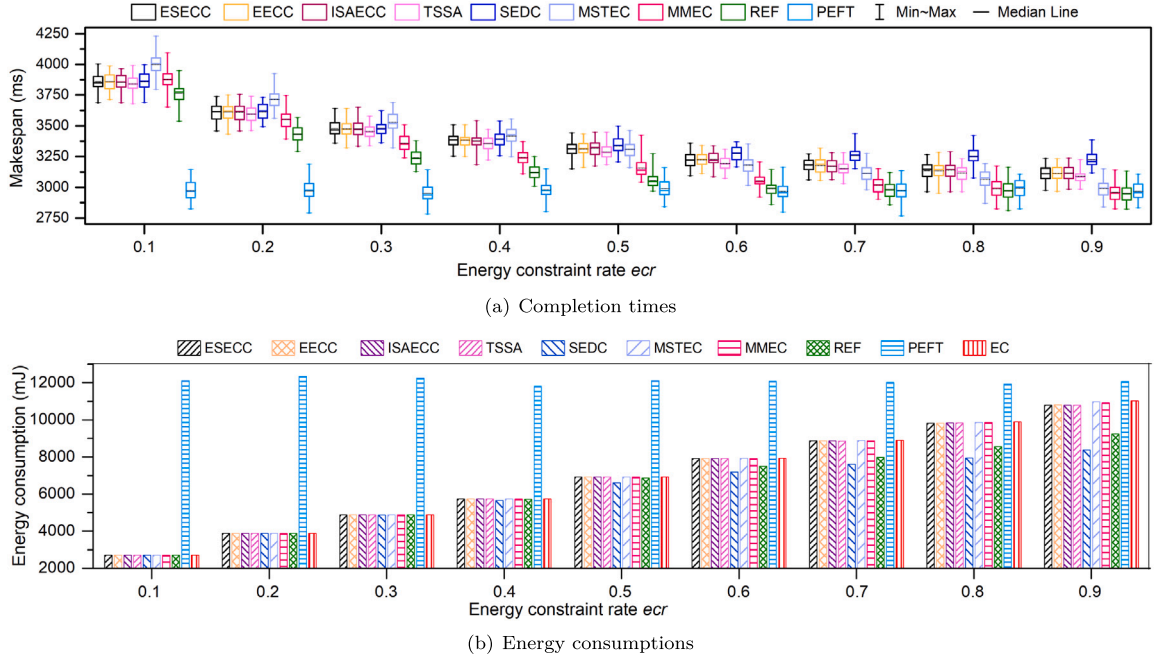 ESECC EECC ISAECC TSSA SEDC MSTEC MMEC REF PEFT Min~Max Median Line
4250
4000
3750
3500
3250
3000
2750
Makespan (ms)
0.1 0.2 0.3 0.4 0.5 0.6 0.7 0.8 0.9
Energy constraint rate ecr
(a) Completion times
ESECC EECC ISAECC TSSA SEDC MSTEC MMEC REF PEFT EC
12000
10000
8000
6000
4000
2000
Energy consumption (mJ)
0.1 0.2 0.3 0.4 0.5 0.6 0.7 0.8 0.9
Energy constraint rate ecr
(b) Energy consumptions